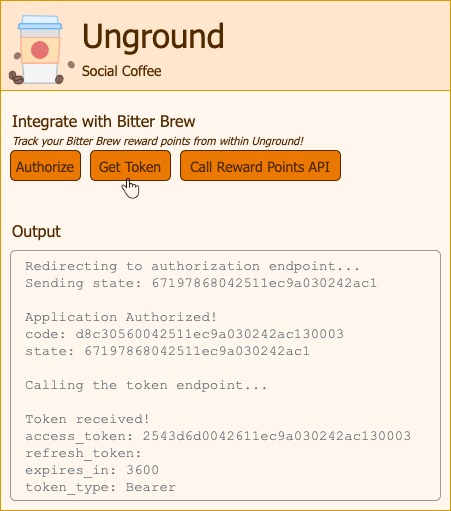 Unground
Social Coffee
Integrate with Bitter Brew
Track your Bitter Brew reward points from within Unground!
Authorize
Get Token
Call Reward Points API
Output
Redirecting to authorization endpoint...
Sending state: 67197868042511ec9a030242ac1
Application Authorized!
code: d8c30560042511ec9a030242ac130003
state: 67197868042511ec9a030242ac1
Calling the token endpoint...
Token received!
access_token: 2543d6d0042611ec9a030242ac130003
refresh_token:
expires_in: 3600
token_type: Bearer